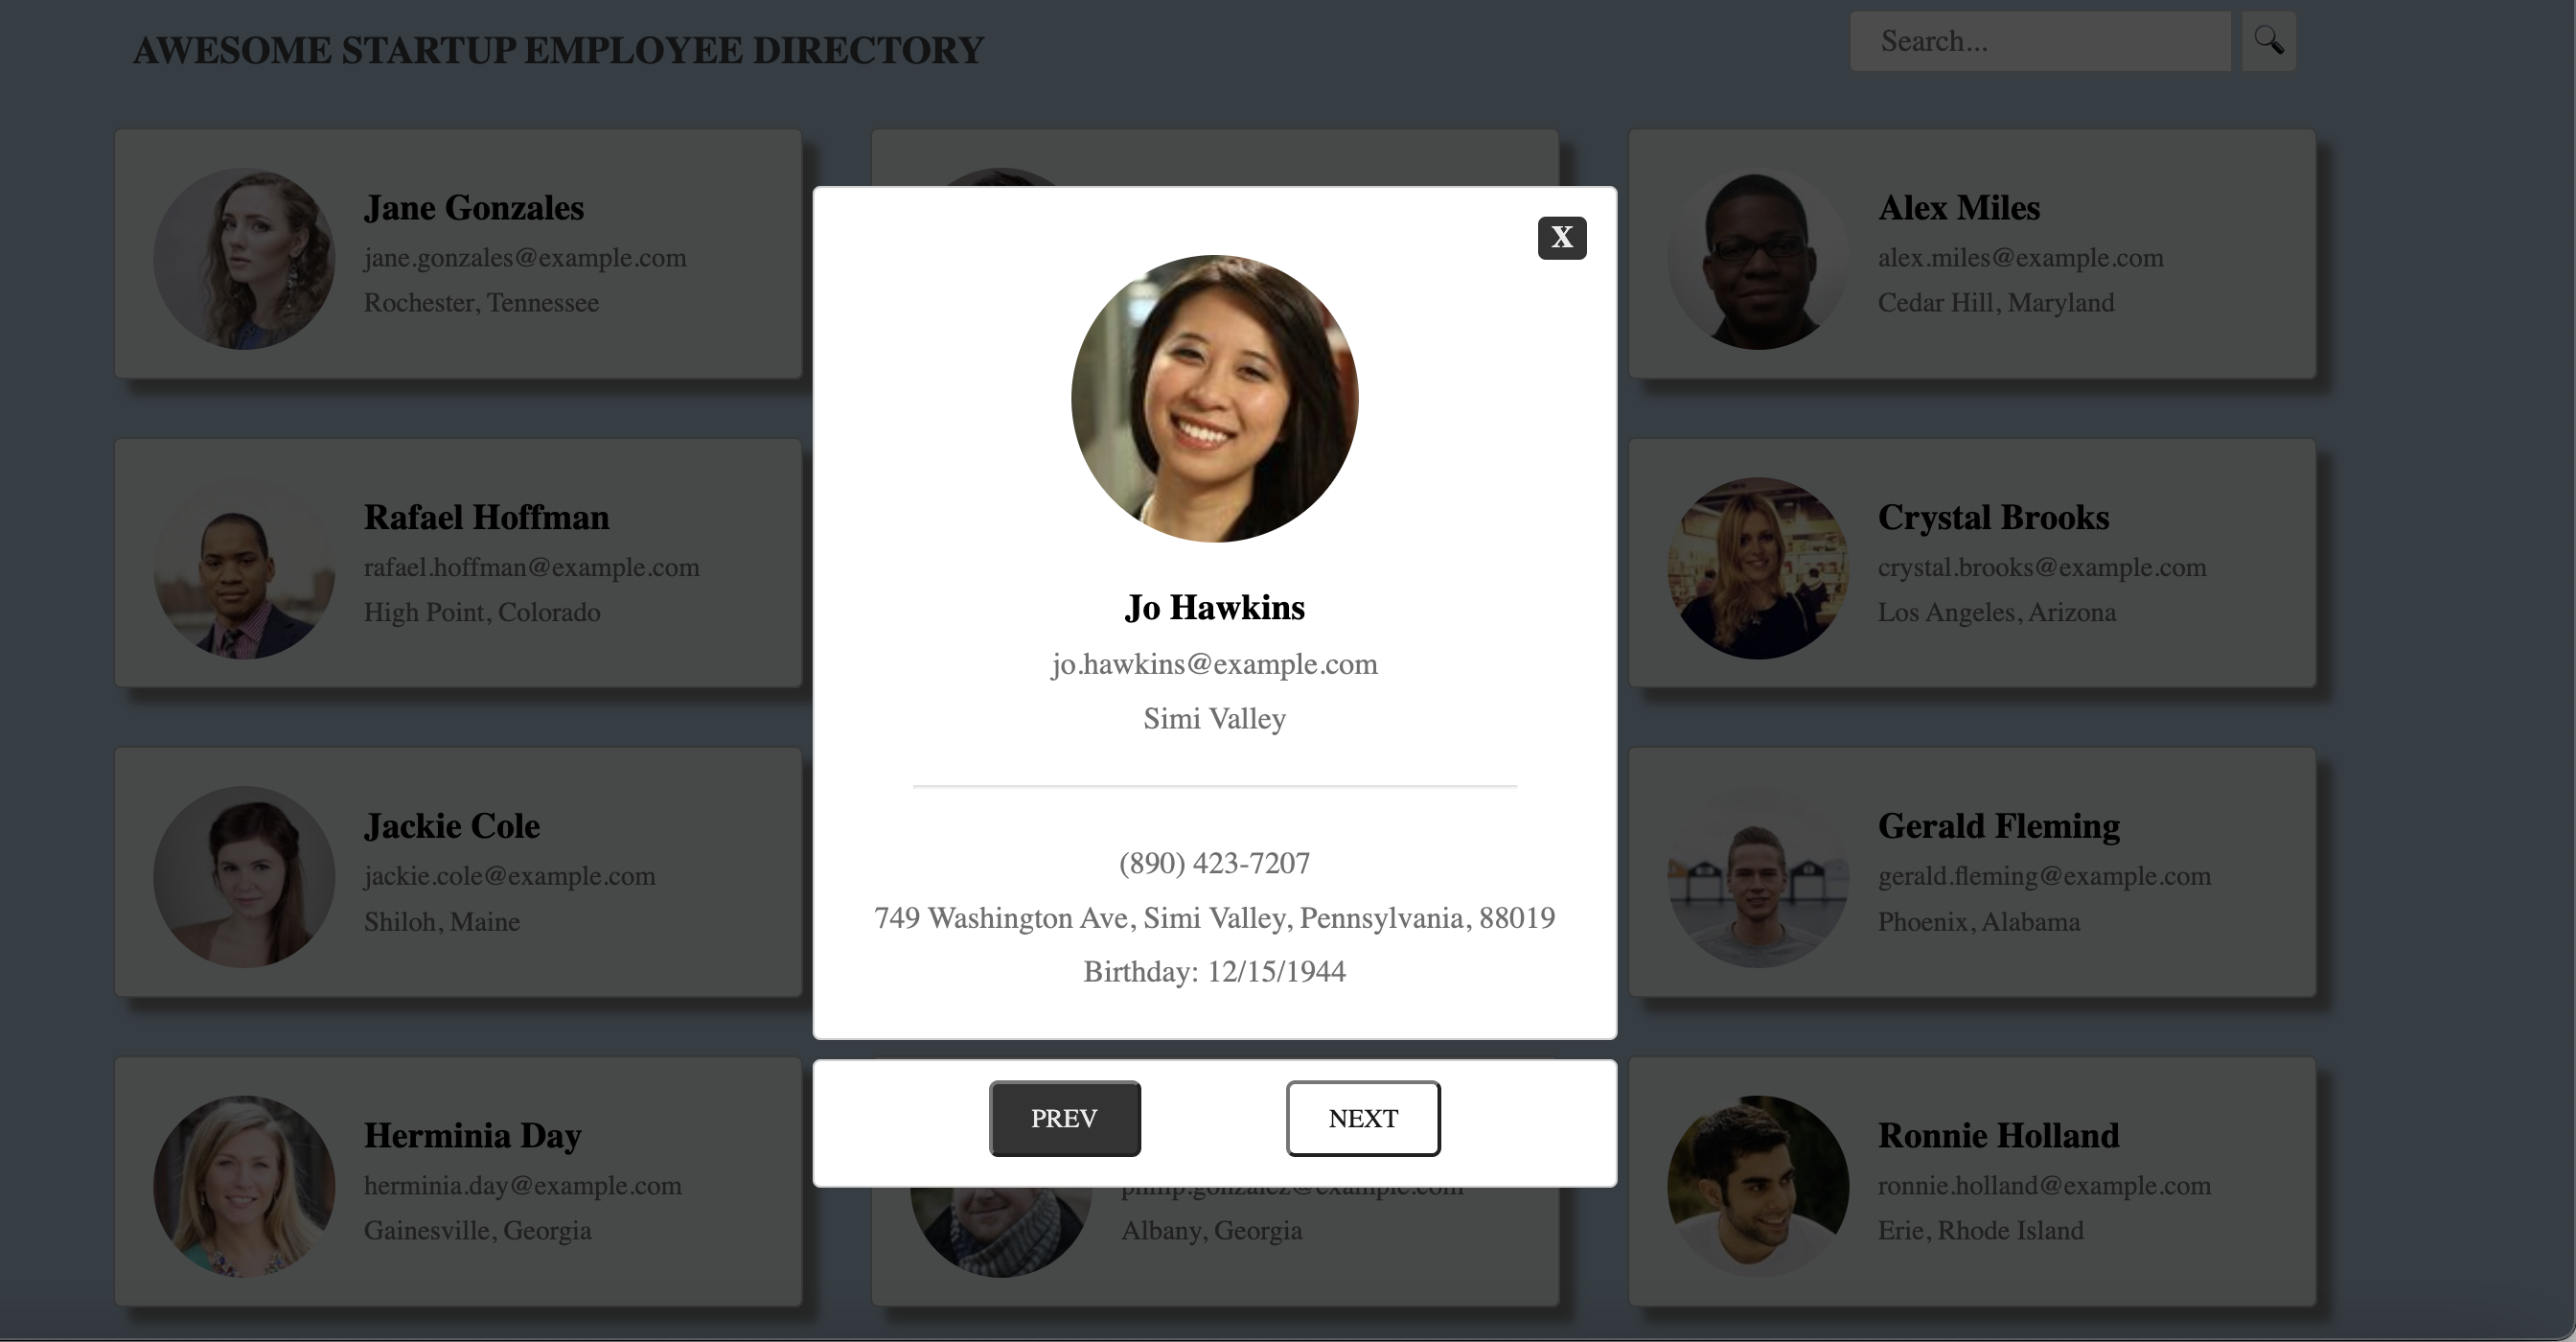 AWESOME STARTUP EMPLOYEE DIRECTORY
Search...
Jane Gonzales
jane.gonzales@example.com
Rochester, Tennessee
Alex Miles
alex.miles@example.com
Cedar Hill, Maryland
Rafael Hoffman
rafael.hoffman@example.com
High Point, Colorado
Crystal Brooks
crystal.brooks@example.com
Los Angeles, Arizona
Jackie Cole
jackie.cole@example.com
Shiloh, Maine
Gerald Fleming
gerald.fleming@example.com
Phoenix, Alabama
Herminia Day
herminia.day@example.com
Gainesville, Georgia
philip.gonzalez@example.com
Albany, Georgia
Ronnie Holland
ronnie.holland@example.com
Erie, Rhode Island
X
Jo Hawkins
jo.hawkins@example.com
Simi Valley
(890) 423-7207
749 Washington Ave, Simi Valley, Pennsylvania, 88019
Birthday: 12/15/1944
PREV
NEXT